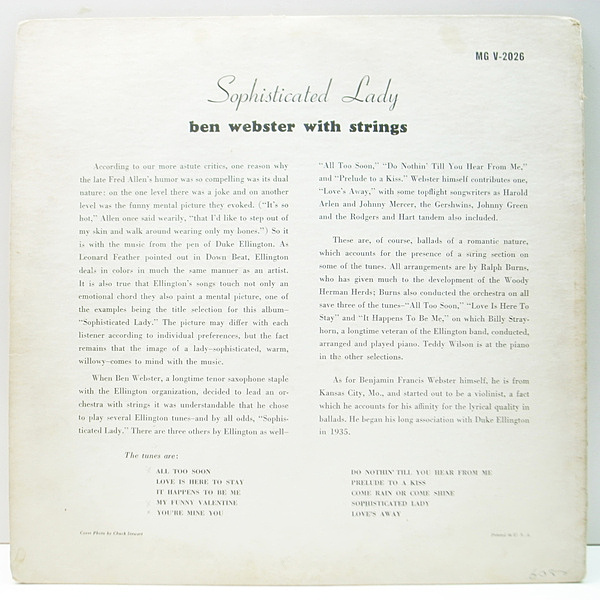 MG V-2026
Sophisticated Lady
ben webster with strings
According to our more astute critics, one reason why
the late Fred Allen's humor was so compelling was its dual
nature: on the one level there was a joke and on another
level was the funny mental picture they evoked. ("It's so
hot," Allen once said wearily, "that I'd like to step out of
my skin and walk around wearing only my bones.") So it
is with the music from the pen of Duke Ellington. As
Leonard Feather pointed out in Down Beat, Ellington
deals in colors in much the same manner as an artist.
It is also true that Ellington's songs touch not only an
emotional chord they also paint a mental picture, one of
the examples being the title selection for this album–
"Sophisticated Lady." The picture may differ with each
listener according to individual preferences, but the fact
remains that the image of a lady–sophisticated, warm,
willowy–comes to mind with the music.
When Ben Webster, a longtime tenor saxophone staple
with the Ellington organization, decided to lead an or-
chestra with strings it was understandable that he chose
to play several Ellington tunes–and by all odds, "Sophis-
ticated Lady." There are three others by Ellington as well–
"All Too Soon," "Do Nothin' Till You Hear From Me,"
and "Prelude to a Kiss." Webster himself contributes one,
"Love's Away," with some topflight songwriters as Harold
Arlen and Johnny Mercer, the Gershwins, Johnny Green
and the Rodgers and Hart tandem also included.
These are, of course, ballads of a romantic nature,
which accounts for the presence of a string section on
some of the tunes. All arrangements are by Ralph Burns,
who has given much to the development of the Woody
Herman Herds; Burns also conducted the orchestra on all
save three of the tunes–"All Too Soon," "Love Is Here To
Stay" and "It Happens To Be Me," on which Billy Stray-
horn, a longtime veteran of the Ellington band, conducted,
arranged and played piano. Teddy Wilson is at the piano
in the other selections.
As for Benjamin Francis Webster himself, he is from
Kansas City, Mo., and started out to be a violinist, a fact
which he accounts for his affinity for the lyrical quality in
ballads. He began his long association with Duke Ellington
in 1935.
The tunes are:
ALL TOO SOON
LOVE IS HERE TO STAY
IT HAPPENS TO BE ME
MY FUNNY VALENTINE
YOU'RE MINE YOU
DO NOTHIN' TILL YOU HEAR FROM ME
PRELUDE TO A KISS
COME RAIN OR COME SHINE
SOPHISTICATED LADY
LOVE'S AWAY
Cover Photo by Chuck Stewart
Printed in U. S. A.